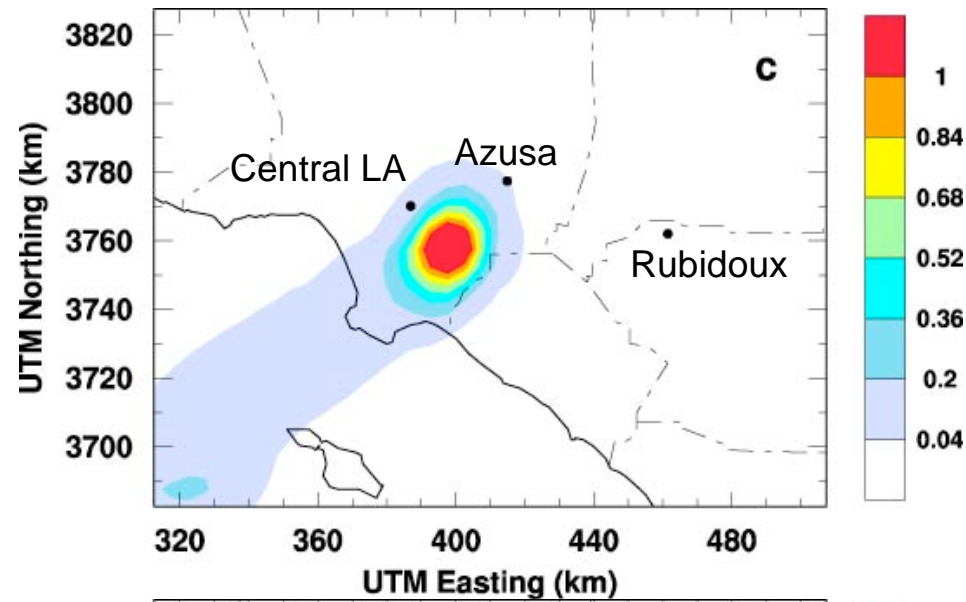 3820
3800
3780
3760
3740
3720
3700
UTM Northing (km)
c
Central LA
Azusa
Rubidoux
1
0.84
0.68
0.52
0.36
0.2
0.04
320 360 400 440 480
UTM Easting (km)